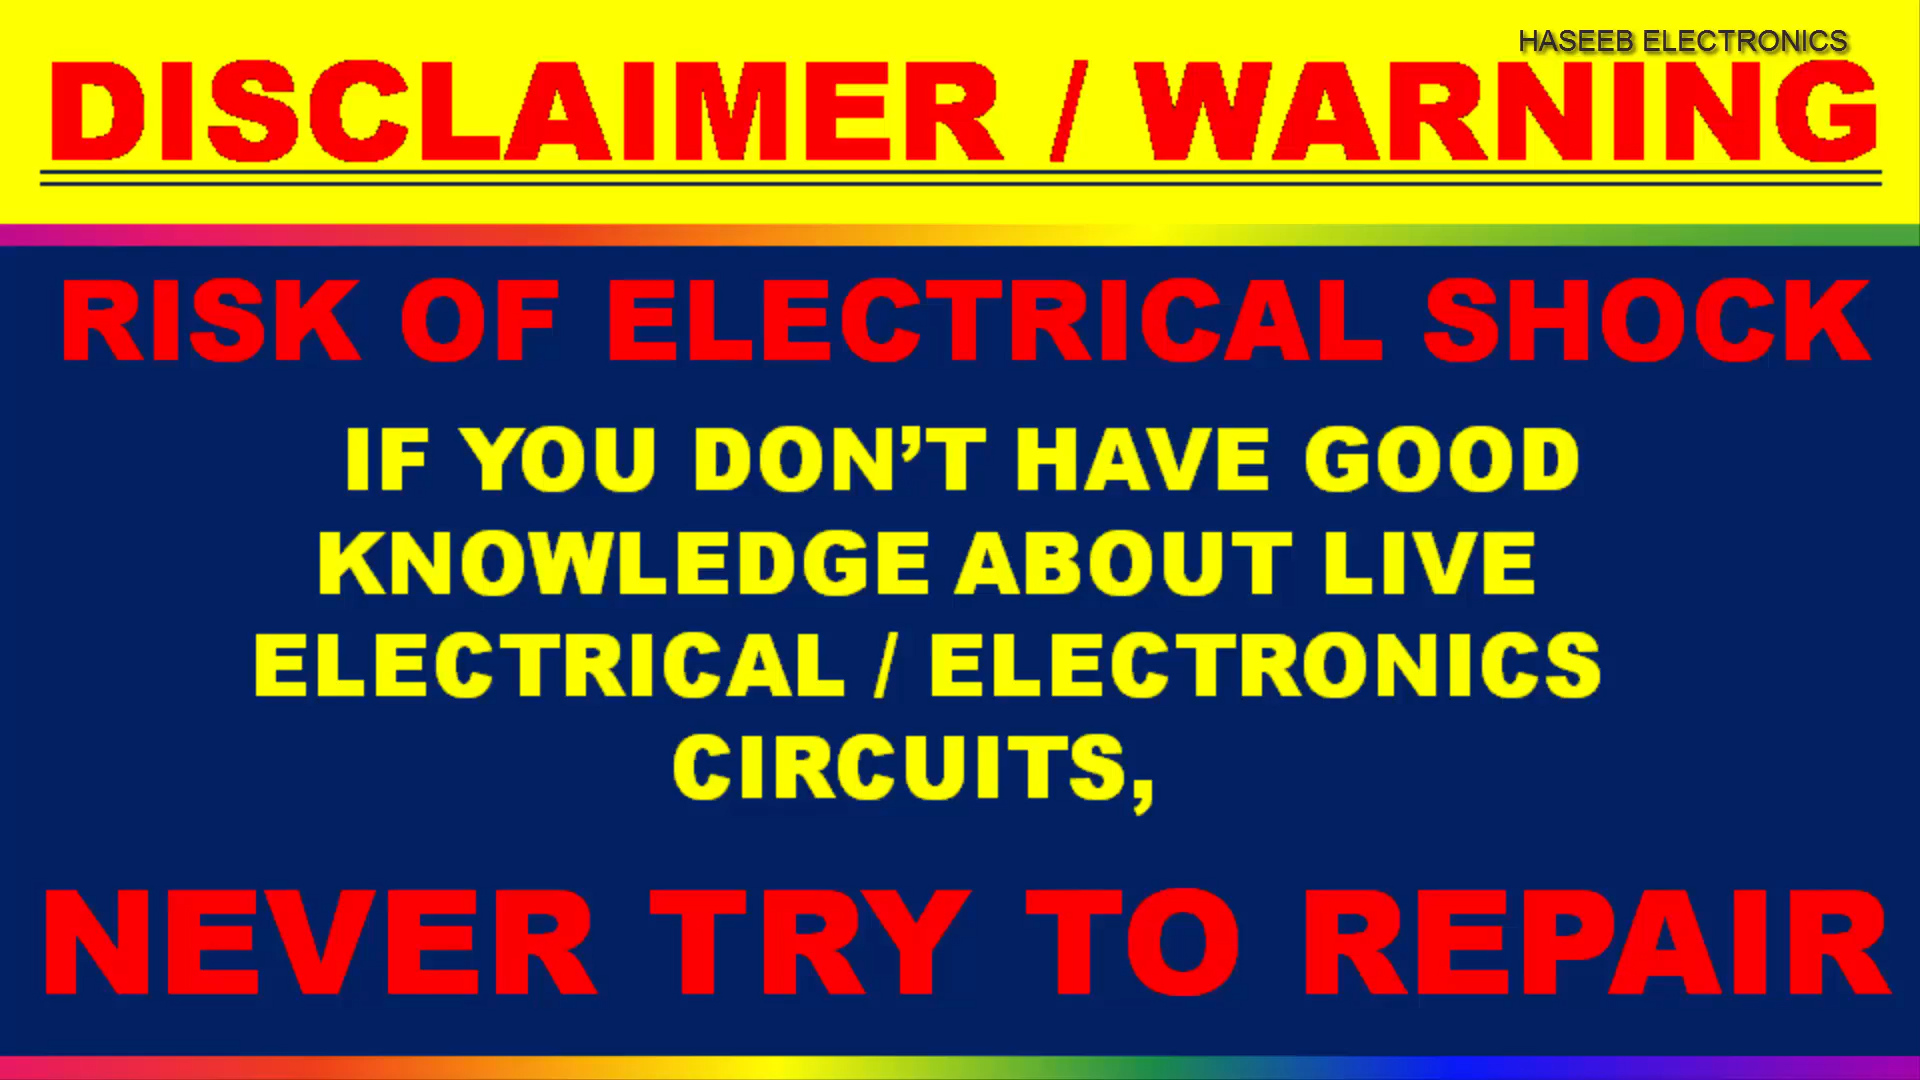 HASEEB ELECTRONICS
DISCLAIMER / WARNING
RISK OF ELECTRICAL SHOCK
IF YOU DON’T HAVE GOOD
KNOWLEDGE ABOUT LIVE
ELECTRICAL / ELECTRONICS
CIRCUITS,
NEVER TRY TO REPAIR